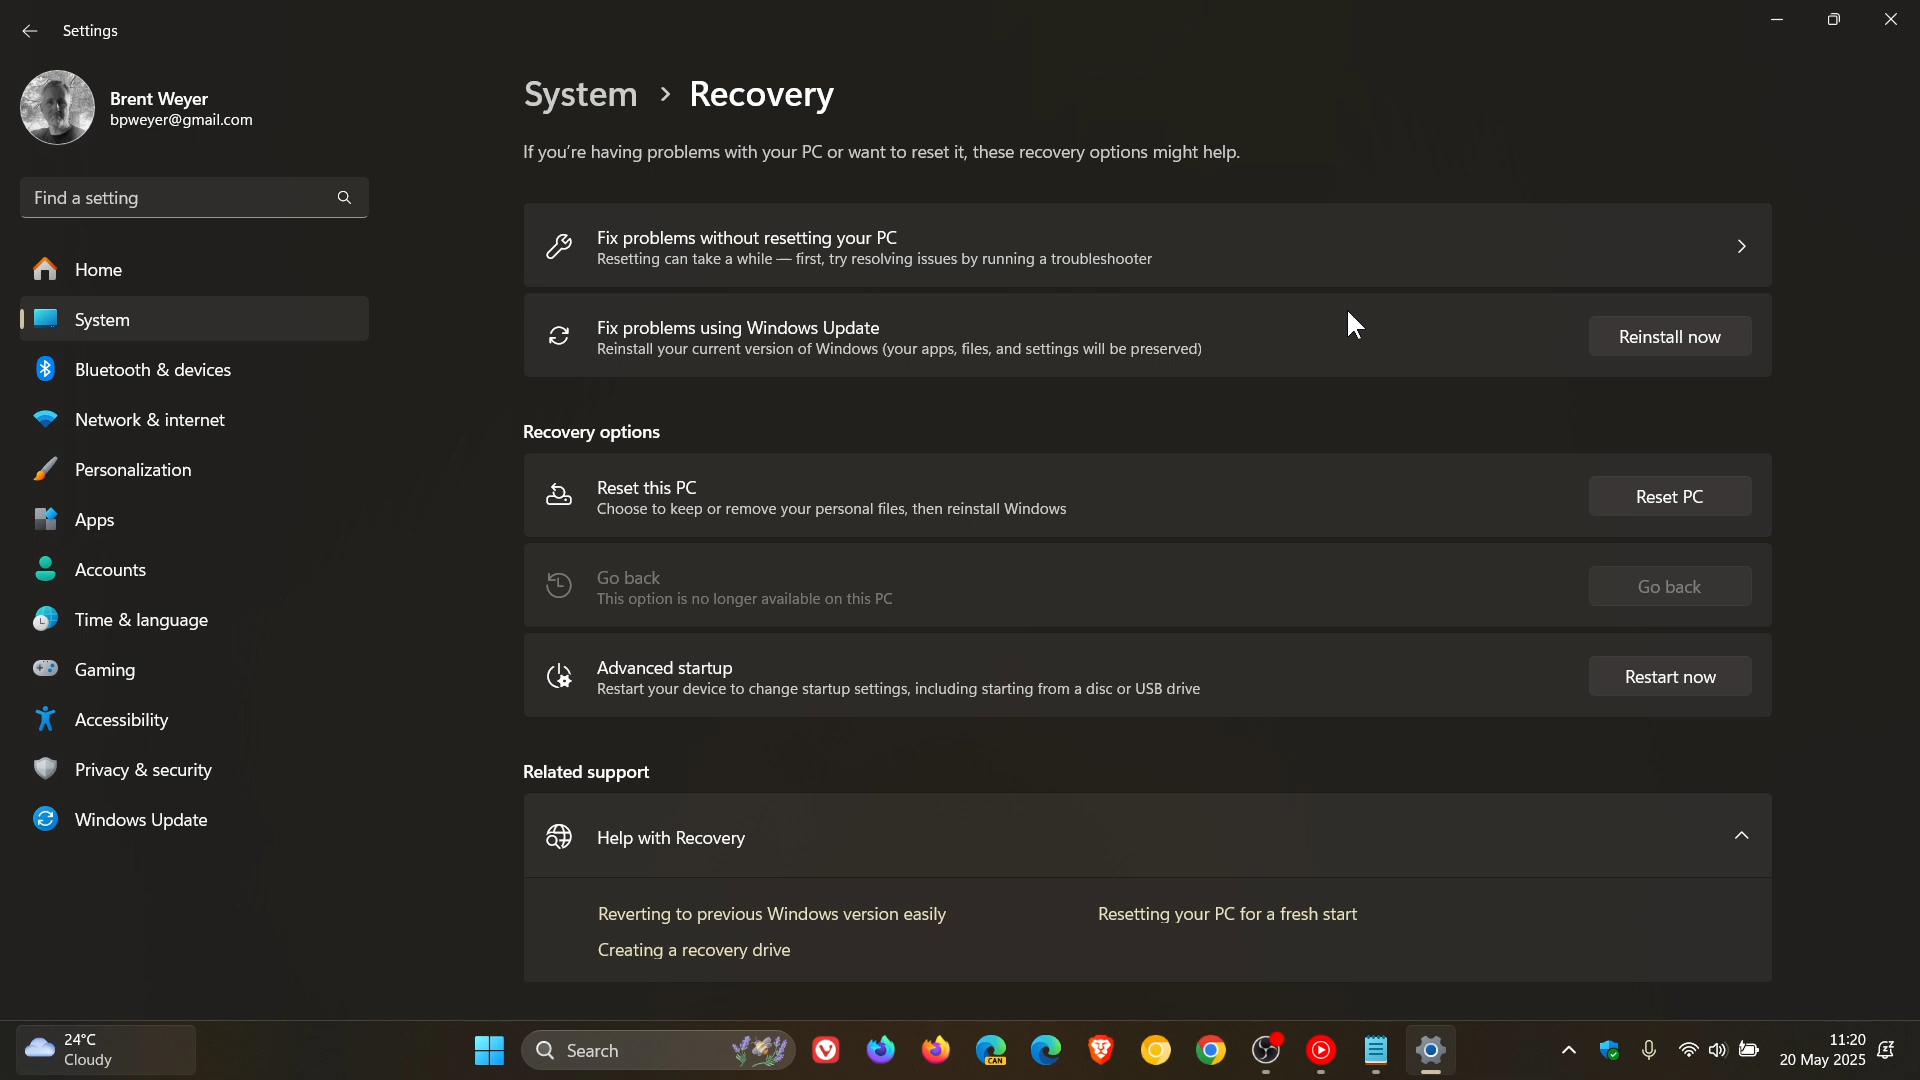 Settings
Brent Weyer
bpweyer@gmail.com
Find a setting
Home
System
Bluetooth & devices
Network & internet
Personalization
Apps
Accounts
Time & language
Gaming
Accessibility
Privacy & security
Windows Update
System > Recovery
If you're having problems with your PC or want to reset it, these recovery options might help.
Fix problems without resetting your PC
Resetting can take a while — first, try resolving issues by running a troubleshooter
Fix problems using Windows Update
Reinstall your current version of Windows (your apps, files, and settings will be preserved)
Reinstall now
Recovery options
Reset this PC
Choose to keep or remove your personal files, then reinstall Windows
Reset PC
Go back
This option is no longer available on this PC
Go back
Advanced startup
Restart your device to change startup settings, including starting from a disc or USB drive
Restart now
Related support
Help with Recovery
Reverting to previous Windows version easily
Resetting your PC for a fresh start
Creating a recovery drive
24°C
Cloudy
Search
CAN
11:20
20 May 2025